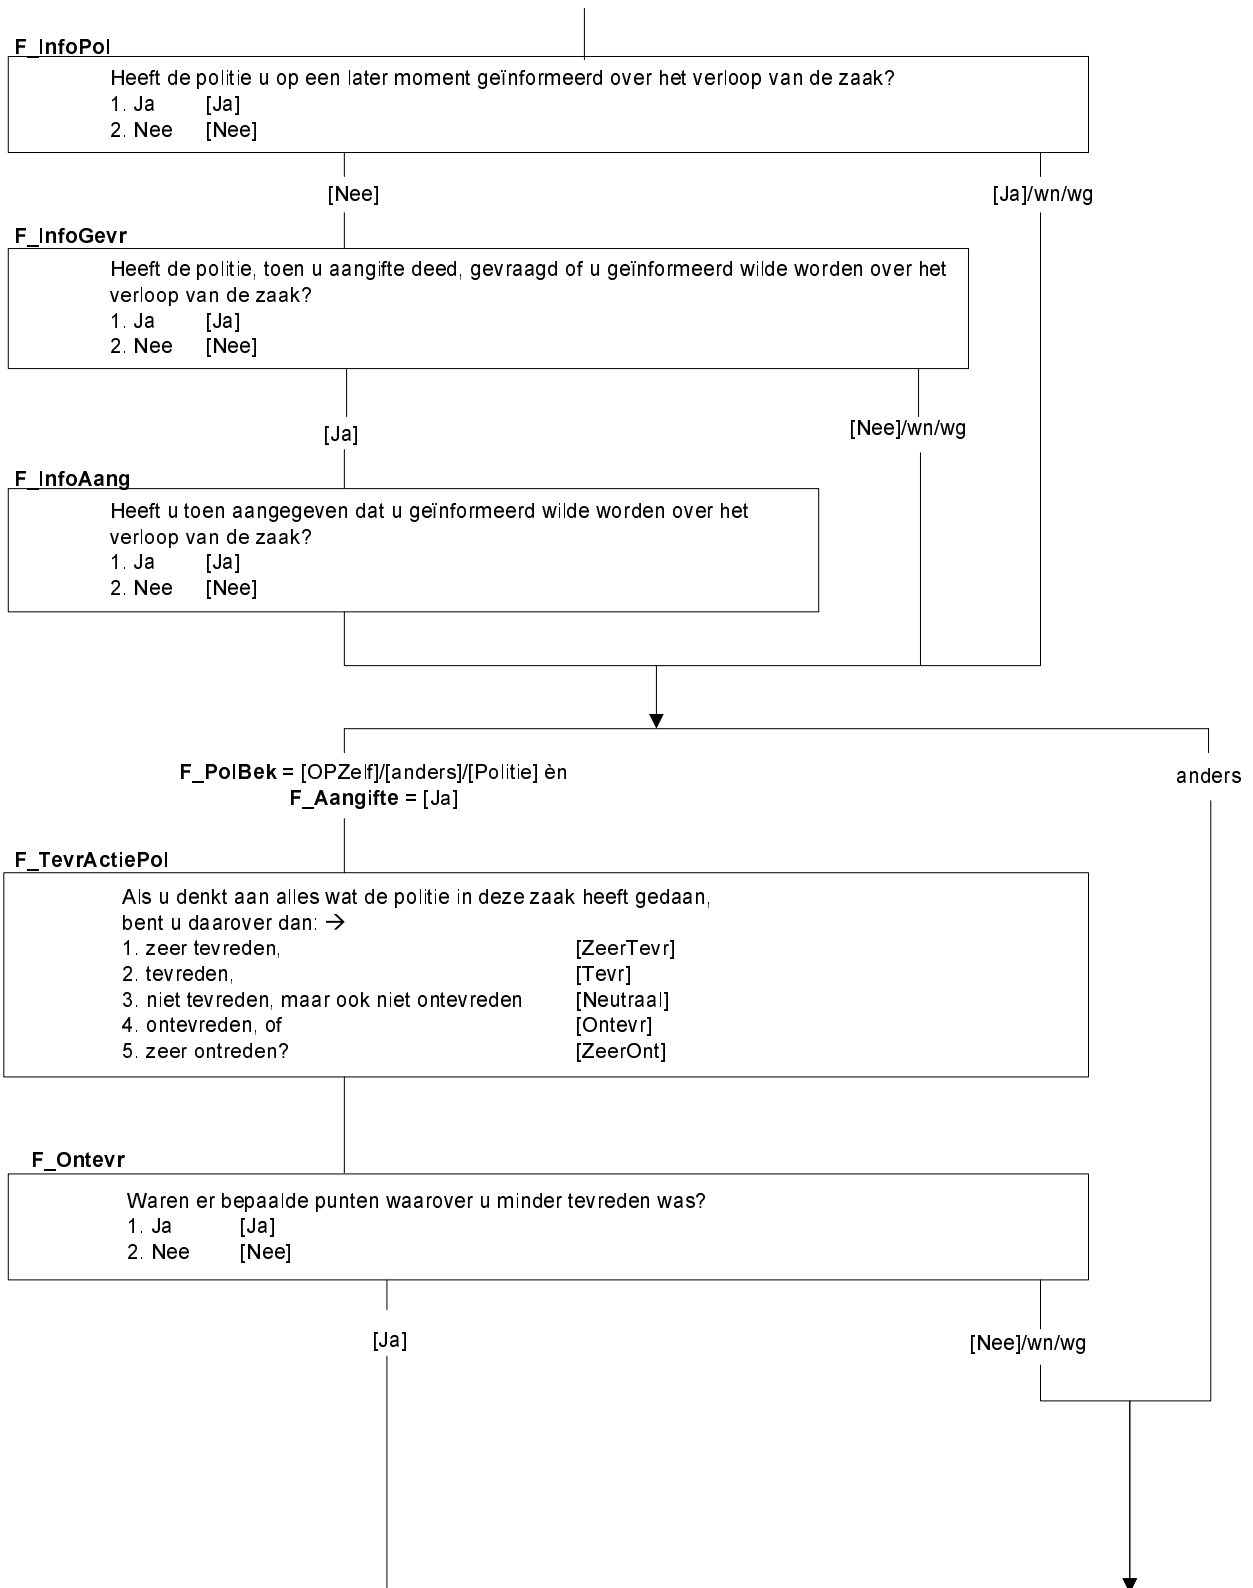 F_InfoPol
Heeft de politie u op een later moment geïnformeerd over het verloop van de zaak?
1. Ja [Ja]
2. Nee [Nee]
[Nee] [Ja]/wn/wg
F_InfoGevr
Heeft de politie, toen u aangifte deed, gevraagd of u geïnformeerd wilde worden over het
verloop van de zaak?
1. Ja [Ja]
2. Nee [Nee]
[Ja] [Nee]/wn/wg
F_InfoAang
Heeft u toen aangegeven dat u geïnformeerd wilde worden over het
verloop van de zaak?
1. Ja [Ja]
2. Nee [Nee]
F_PolBek = [OPZelf]/[anders]/[Politie] èn anders
F_Aangifte = [Ja]
F_TevrActiePol
Als u denkt aan alles wat de politie in deze zaak heeft gedaan,
bent u daarover dan: →
1. zeer tevreden, [ZeerTevr]
2. tevreden, [Tevr]
3. niet tevreden, maar ook niet ontevreden [Neutraal]
4. ontevreden, of [Ontevr]
5. zeer ontreden? [ZeerOnt]
F_Ontevr
Waren er bepaalde punten waarover u minder tevreden was?
1. Ja [Ja]
2. Nee [Nee]
[Ja] [Nee]/wn/wg